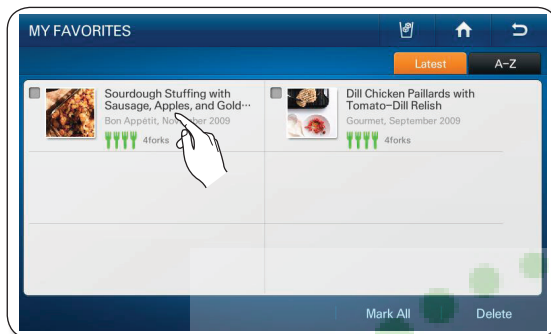 MY FAVORITES
Latest
A-Z
Sourdough Stuffing with
Sausage, Apples, and Gold…
Bon Appétit, November 2009
4forks
Dill Chicken Paillards with
Tomato-Dill Relish
Gourmet, September 2009
4forks
Mark All
Delete